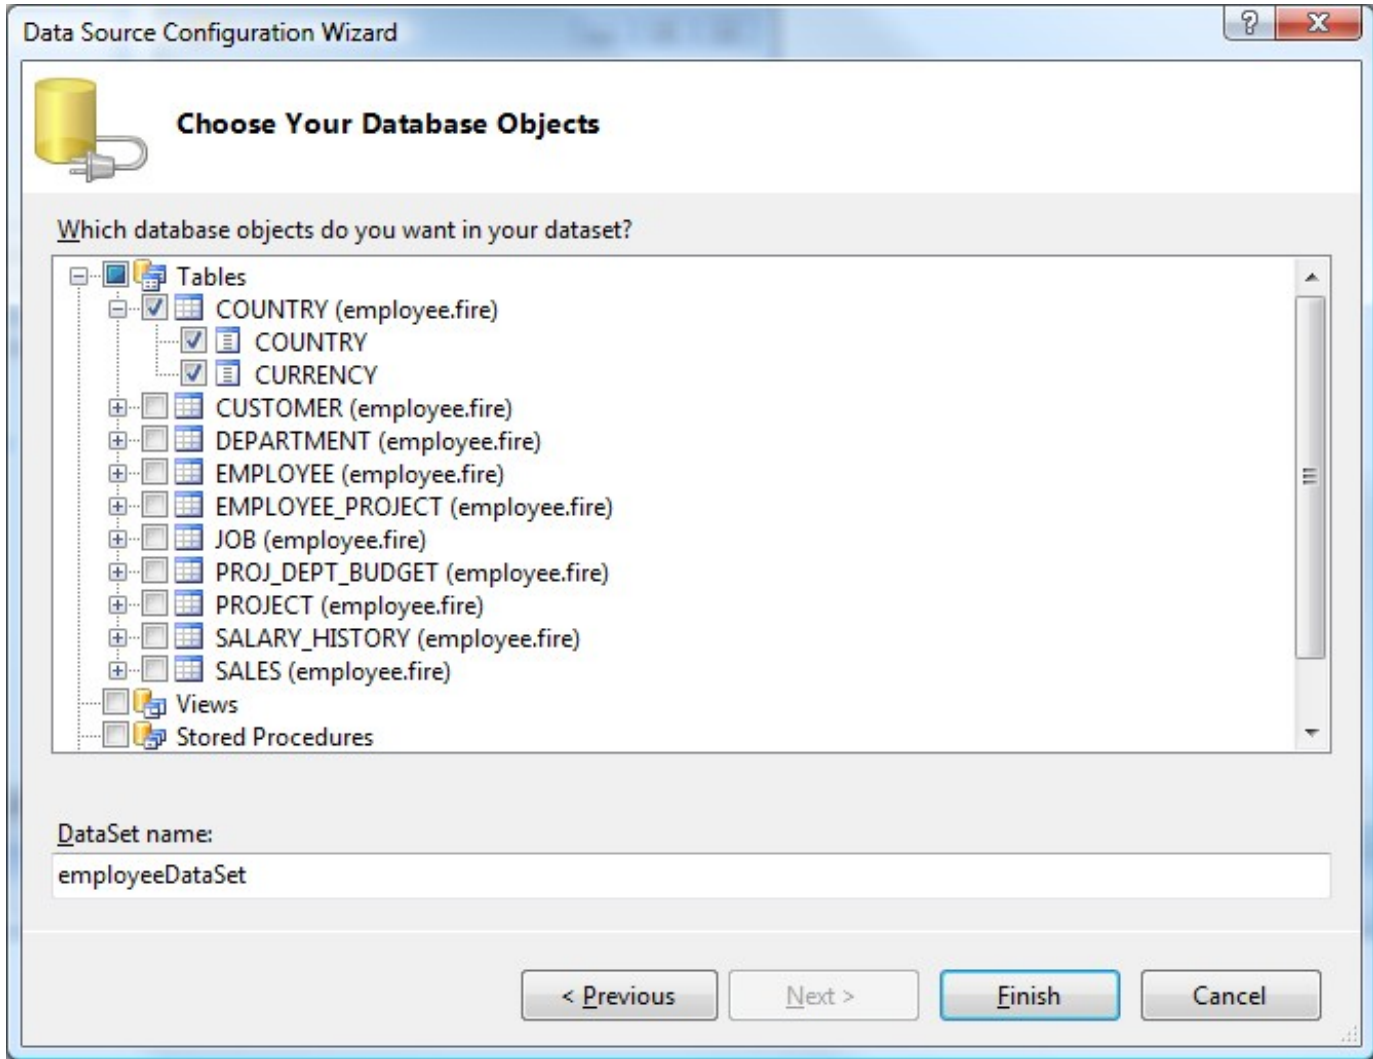 Data Source Configuration Wizard
Choose Your Database Objects
Which database objects do you want in your dataset?
Tables
COUNTRY (employee.fire)
COUNTRY
CURRENCY
CUSTOMER (employee.fire)
DEPARTMENT (employee.fire)
EMPLOYEE (employee.fire)
EMPLOYEE_PROJECT (employee.fire)
JOB (employee.fire)
PROJ_DEPT_BUDGET (employee.fire)
PROJECT (employee.fire)
SALARY_HISTORY (employee.fire)
SALES (employee.fire)
Views
Stored Procedures
DataSet name:
employeeDataSet
< Previous Next > Finish Cancel